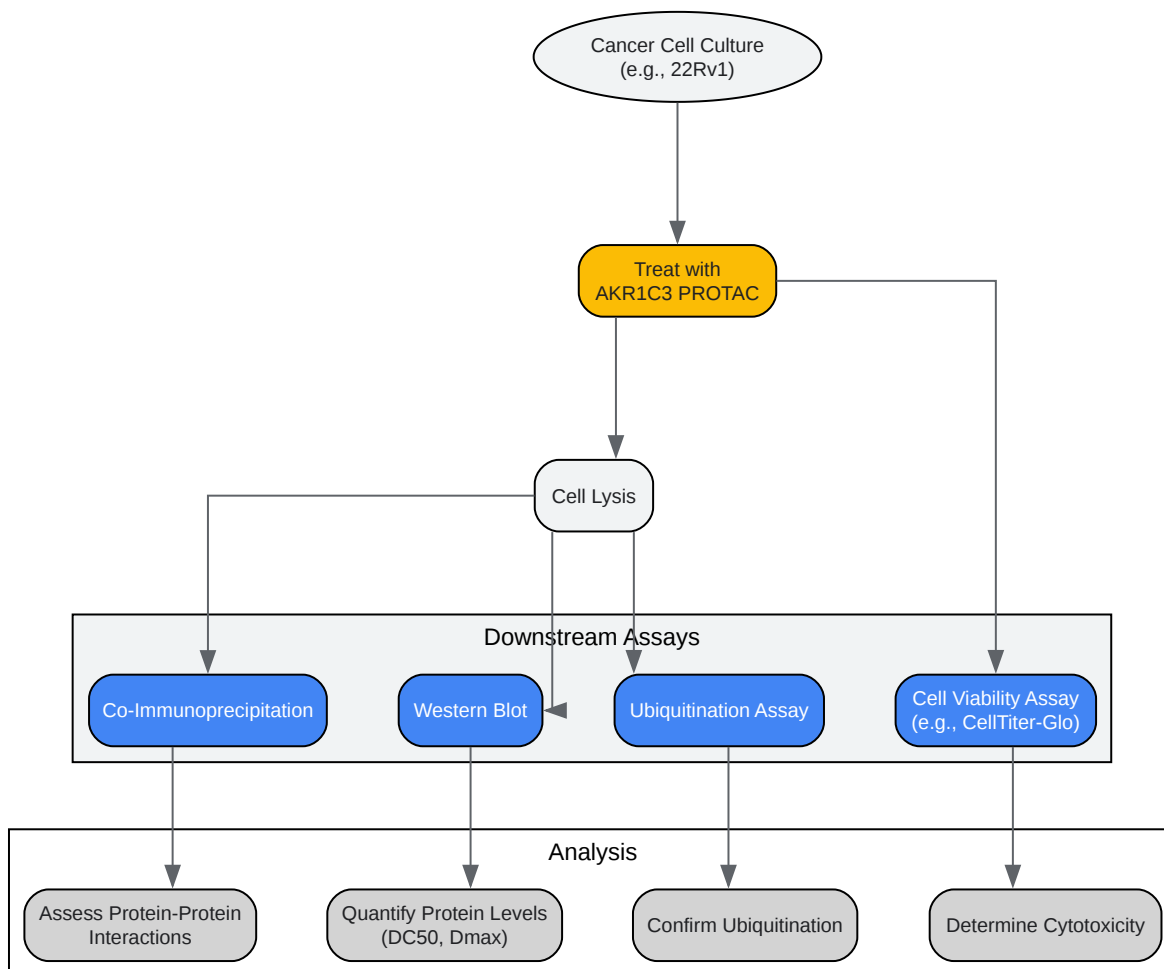 Cancer Cell Culture
(e.g., 22Rv1)
Treat with
AKR1C3 PROTAC
Cell Lysis
Downstream Assays
Co-Immunoprecipitation
Western Blot
Ubiquitination Assay
Cell Viability Assay
(e.g., CellTiter-Glo)
Analysis
Assess Protein-Protein
Interactions
Quantify Protein Levels
(DC50, Dmax)
Confirm Ubiquitination
Determine Cytotoxicity